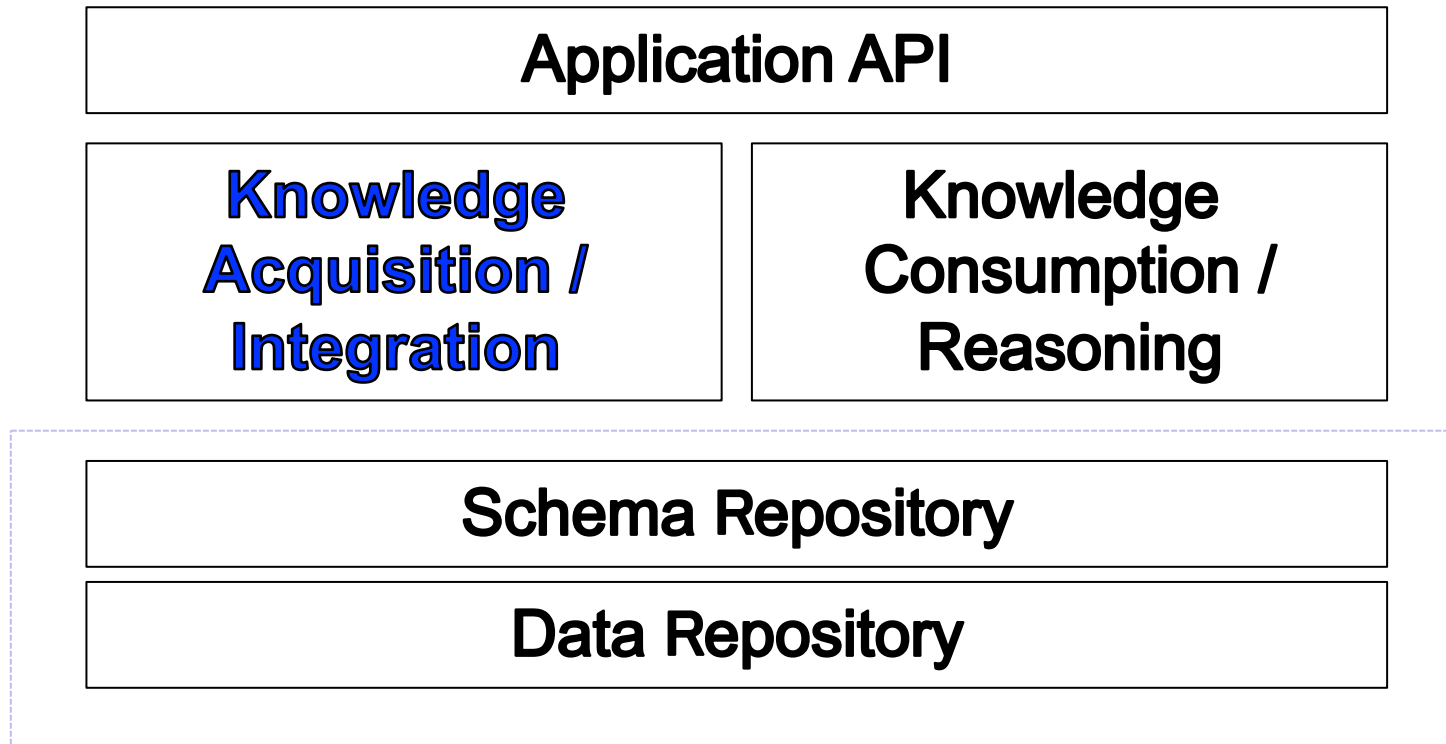 Application API
Knowledge
Acquisition /
Integration
Knowledge
Consumption /
Reasoning
Schema Repository
Data Repository